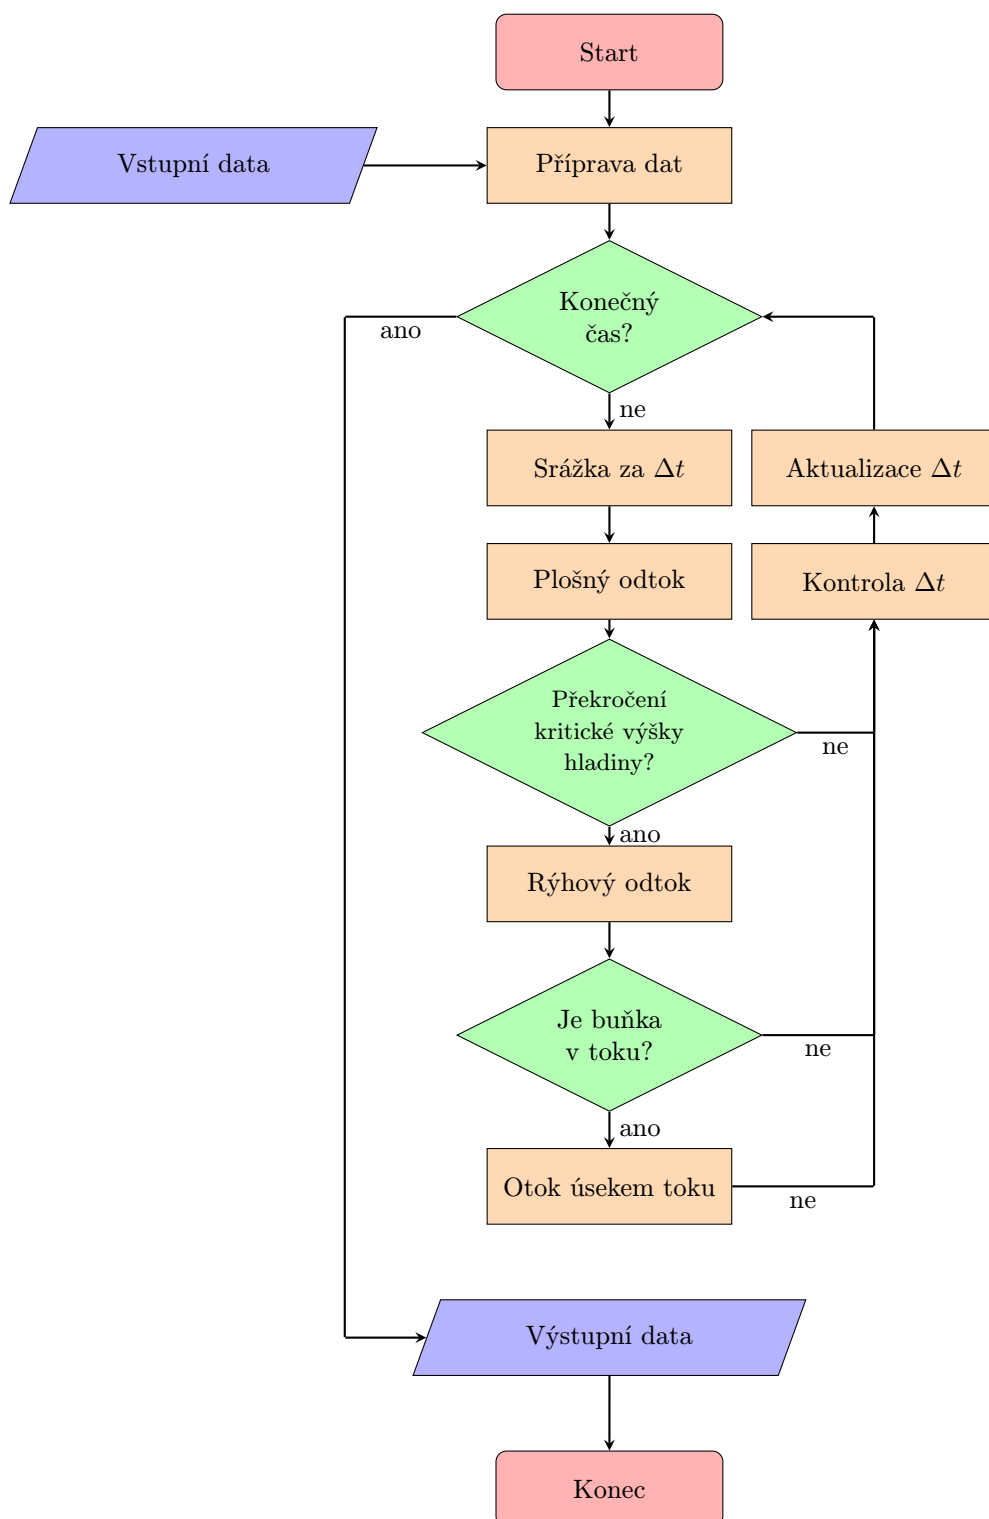 Start
Vstupní data
Příprava dat
Konečný
čas?
ano
ne
Srážka za Δt
Aktualizace Δt
Plošný odtok
Kontrola Δt
Překročení
kritické výšky
hladiny?
ne
ano
Rýhový odtok
Je buňka
v toku?
ne
ano
Otok úsekem toku
ne
Výstupní data
Konec